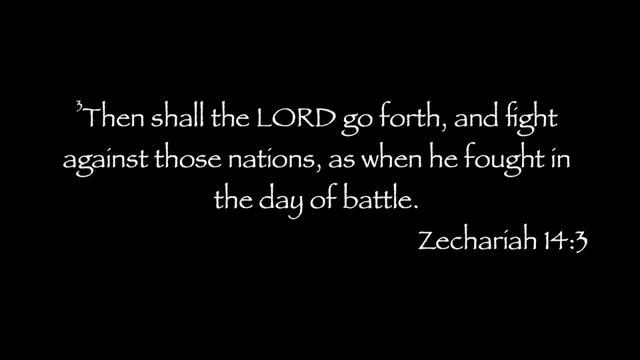 ³Then shall the LORD go forth, and fight
against those nations, as when he fought in
the day of battle.
Zechariah 14:3